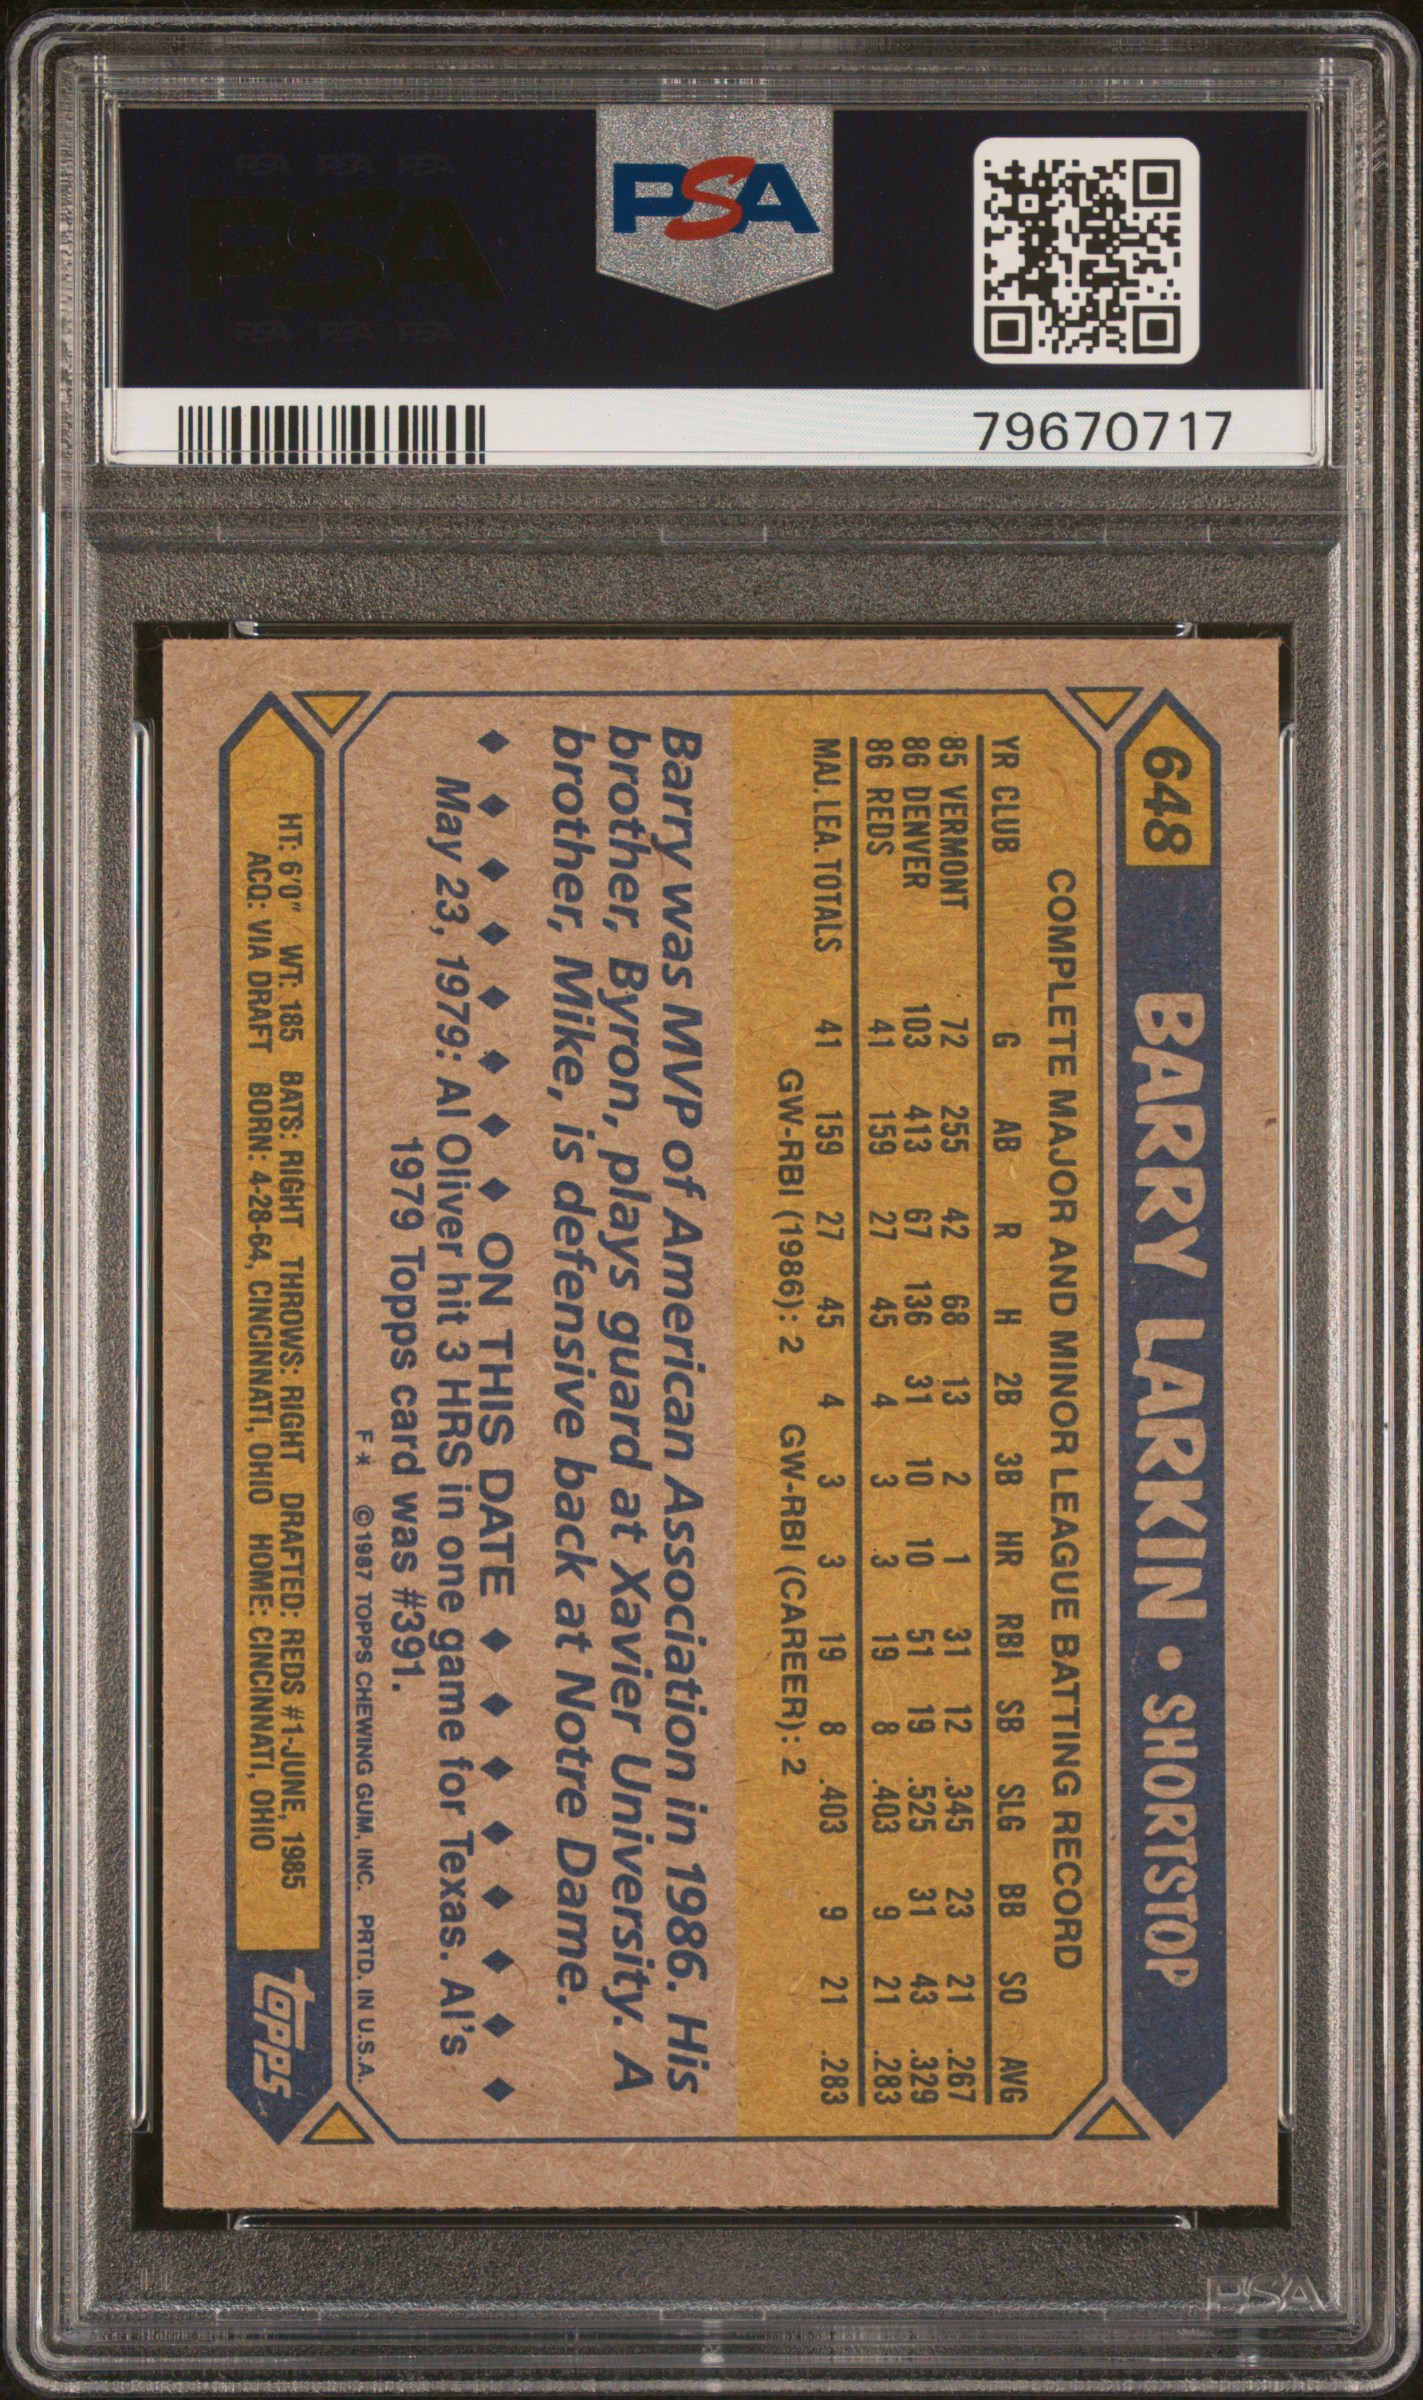 PSA PSA PSA
PSA
PSA PSA PSA
PSA
79670717
648 BARRY LARKIN • SHORTSTOP
COMPLETE MAJOR AND MINOR LEAGUE BATTING RECORD
YR CLUB G AB R H 2B 3B HR RBI SB SLG BB SO AVG
85 VERMONT 72 255 42 68 13 2 1 31 12 .345 23 21 .267
86 DENVER 103 413 67 136 31 10 10 51 19 .525 31 43 .329
86 REDS 41 159 27 45 4 3 3 19 8 .403 9 21 .283
MAJ. LEA. TOTALS 41 159 27 45 4 3 3 19 8 .403 9 21 .283
GW-RBI (1986): 2 GW-RBI (CAREER): 2
Barry was MVP of American Association in 1986. His
brother, Byron, plays guard at Xavier University. A
brother, Mike, is defensive back at Notre Dame.
◆ ◆ ◆ ◆ ◆ ◆ ◆ ◆ ON THIS DATE ◆ ◆ ◆ ◆ ◆ ◆ ◆ ◆
May 23, 1979: Al Oliver hit 3 HRS in one game for Texas. Al's
1979 Topps card was #391.
F* ©1987 TOPPS CHEWING GUM, INC. PRTD. IN U.S.A.
HT: 6'0" WT: 185 BATS: RIGHT THROWS: RIGHT DRAFTED: REDS #1-JUNE, 1985
ACQ: VIA DRAFT BORN: 4-28-64, CINCINNATI, OHIO HOME: CINCINNATI, OHIO
topps
PSA